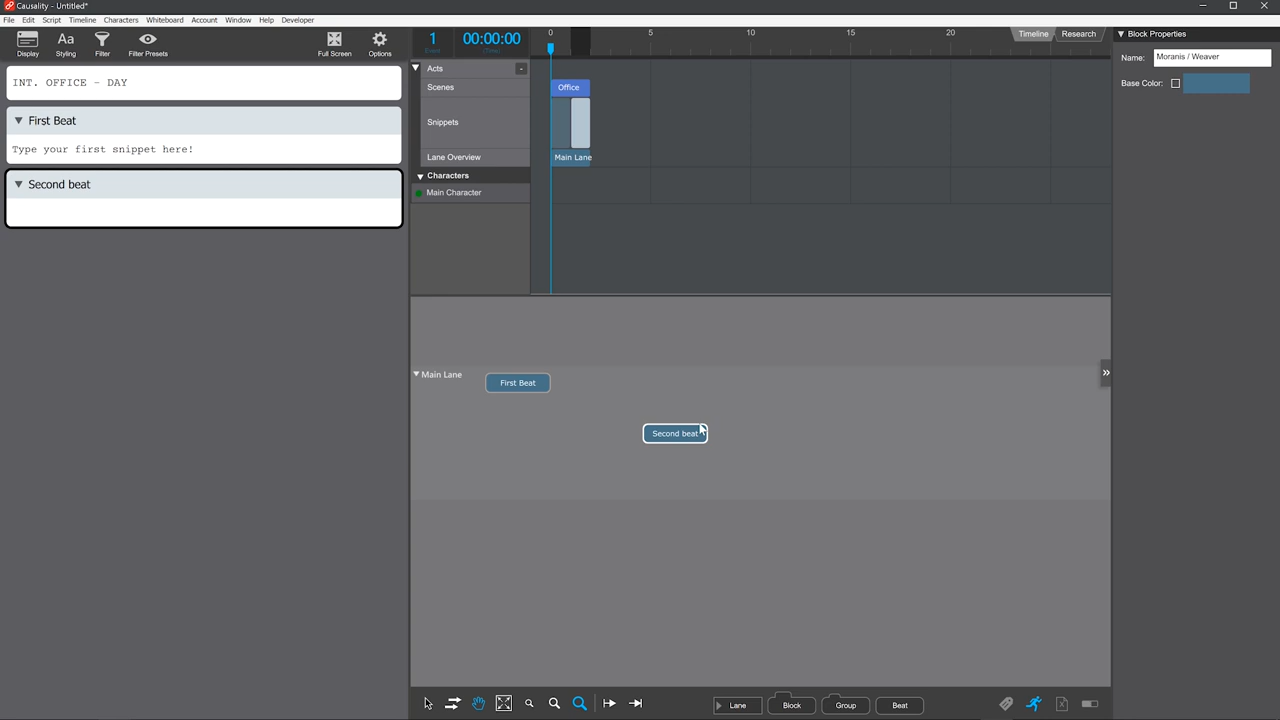 Causality - Untitled*
File Edit Script Timeline Characters Whiteboard Account Window Help Developer
Display Styling Filter Filter Presets Full Screen Options
INT. OFFICE - DAY
First Beat
Type your first snippet here!
Second beat
1 00:00:00
Event (Time)
0 5 10 15 20
Timeline Research
Acts -
Scenes Office
Snippets
Lane Overview Main Lane
Characters
Main Character
Main Lane
First Beat
Second beat
Lane Block Group Beat
Block Properties
Name: Moranis / Weaver
Base Color: